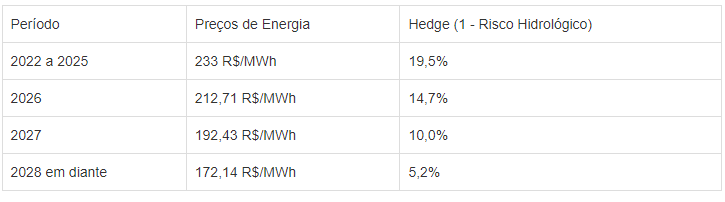 Período Preços de Energia Hedge (1 - Risco Hidrológico)
2022 a 2025 233 R$/MWh 19,5%
2026 212,71 R$/MWh 14,7%
2027 192,43 R$/MWh 10,0%
2028 em diante 172,14 R$/MWh 5,2%